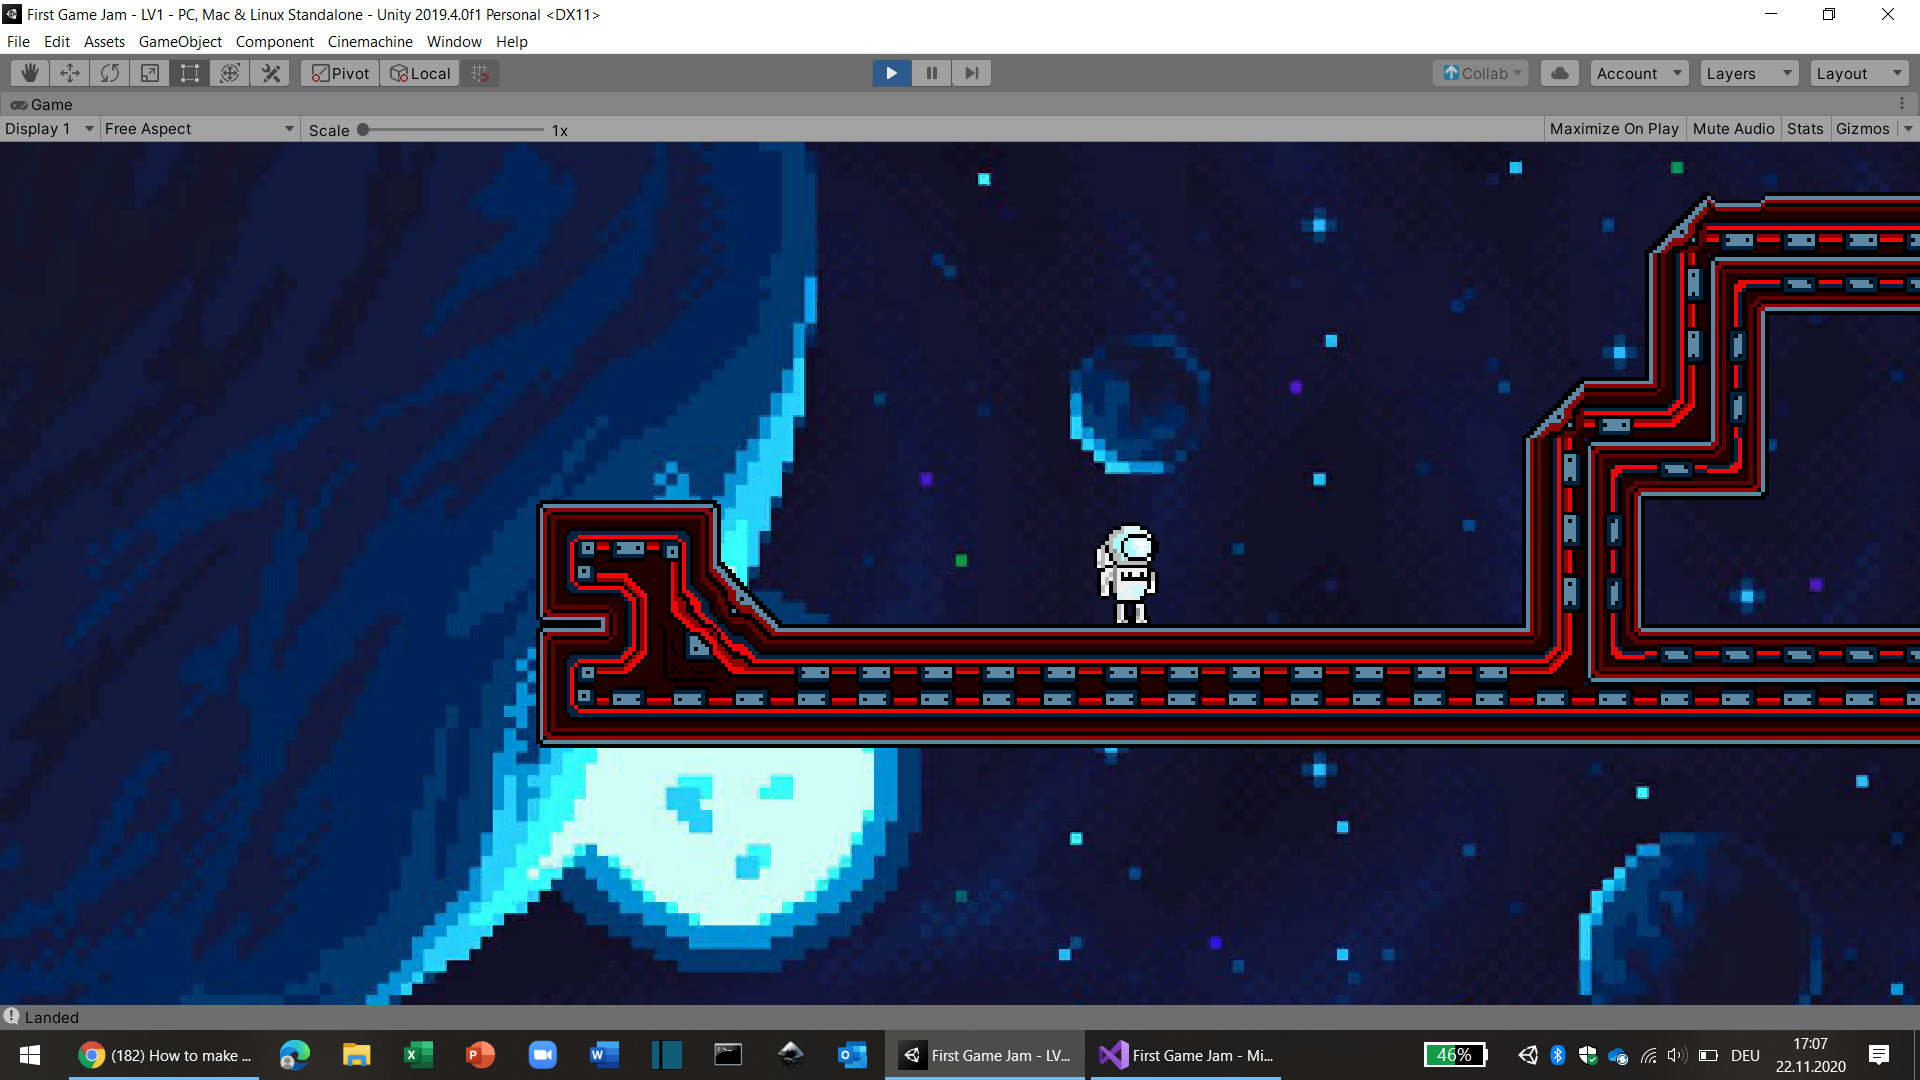 First Game Jam - LV1 - PC, Mac & Linux Standalone - Unity 2019.4.0f1 Personal <DX11>
File Edit Assets GameObject Component Cinemachine Window Help
Pivot Local Collab Account Layers Layout
Game
Display 1 Free Aspect Scale 1x Maximize On Play Mute Audio Stats Gizmos
Landed
(182) How to make ... First Game Jam - LV... First Game Jam - Mi... 46% DEU 17:07
22.11.2020